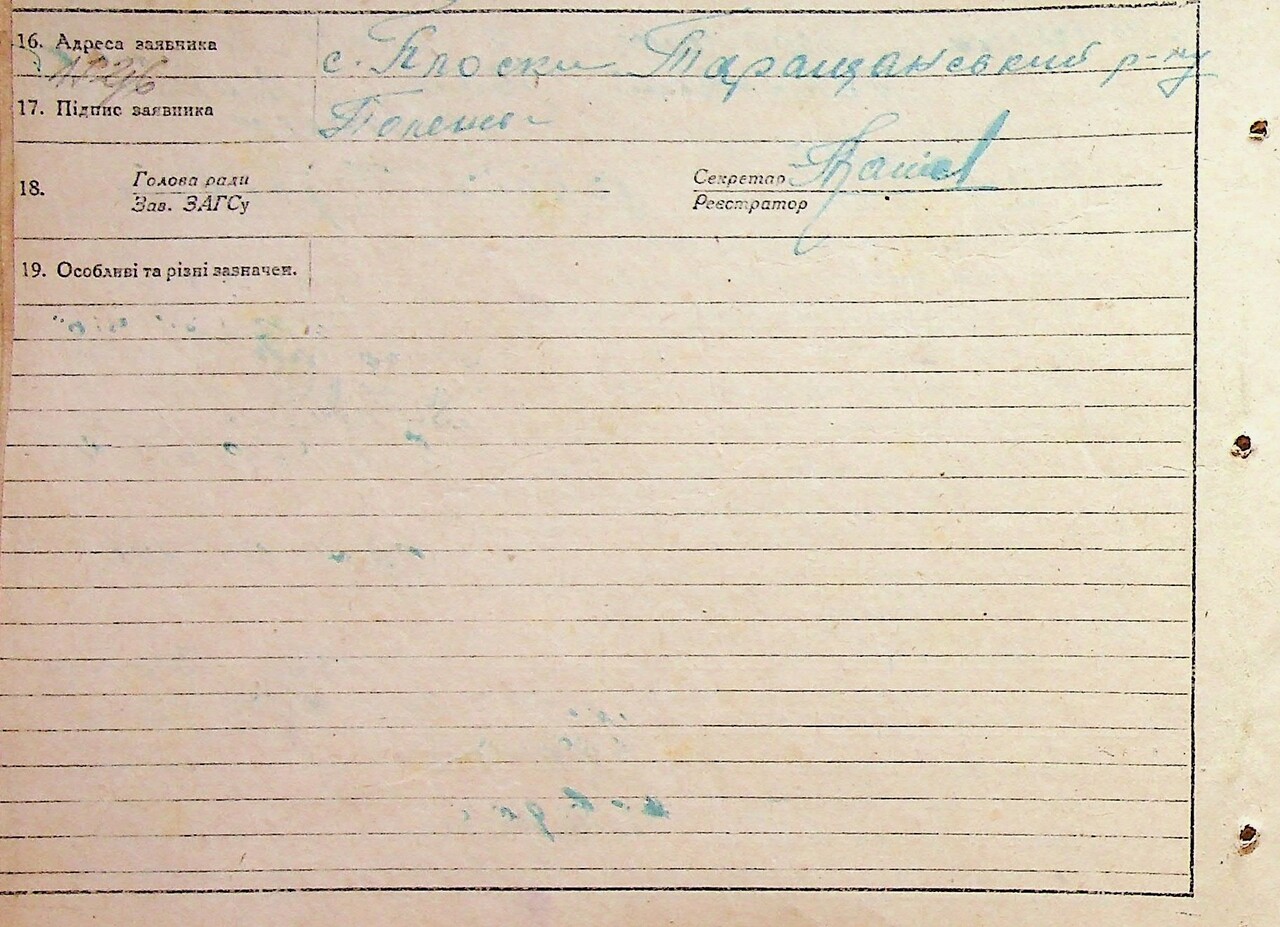 16. Адреса заявника с. Плоски Таращанський р-ну
17. Підпис заявника
18. Голова ради Секретар
Зав. ЗАГСу Реєстратор
19. Особливі та різні зазначен.